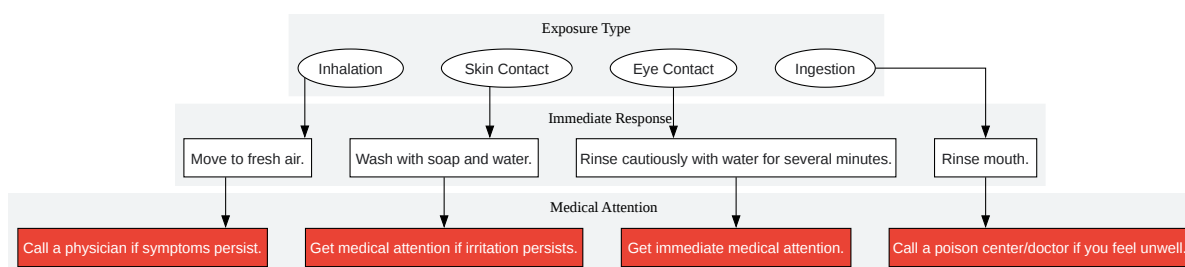 Exposure Type
Inhalation
Skin Contact
Eye Contact
Ingestion
Immediate Response
Move to fresh air.
Wash with soap and water.
Rinse cautiously with water for several minutes.
Rinse mouth.
Medical Attention
Call a physician if symptoms persist.
Get medical attention if irritation persists.
Get immediate medical attention.
Call a poison center/doctor if you feel unwell.